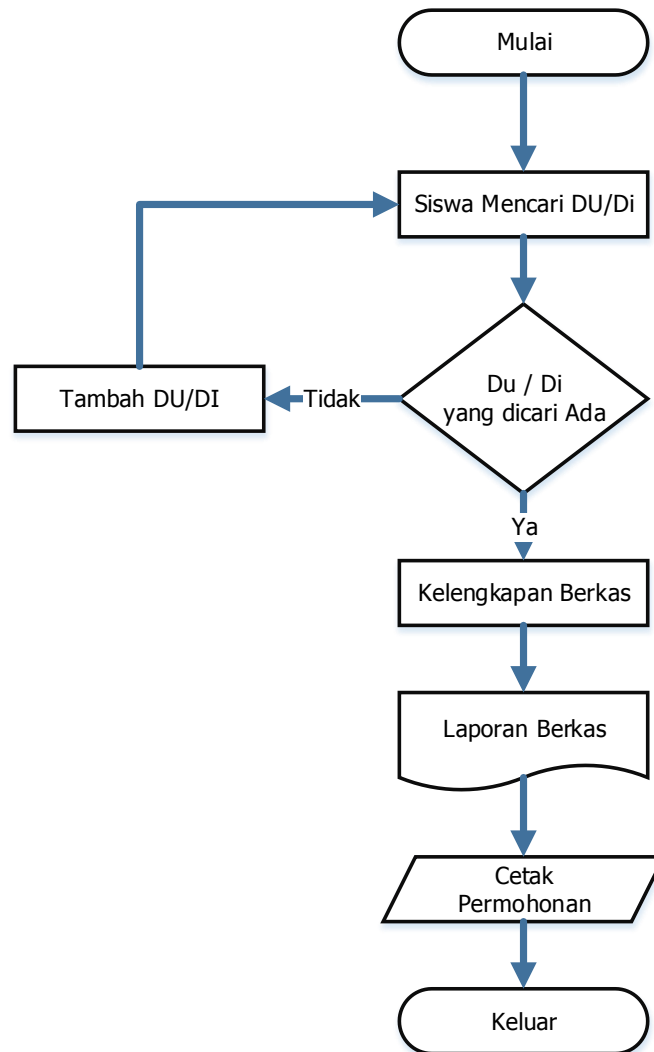 Mulai
Siswa Mencari DU/Di
Du / Di
yang dicari Ada
Tidak
Tambah DU/DI
Ya
Kelengkapan Berkas
Laporan Berkas
Cetak
Permohonan
Keluar